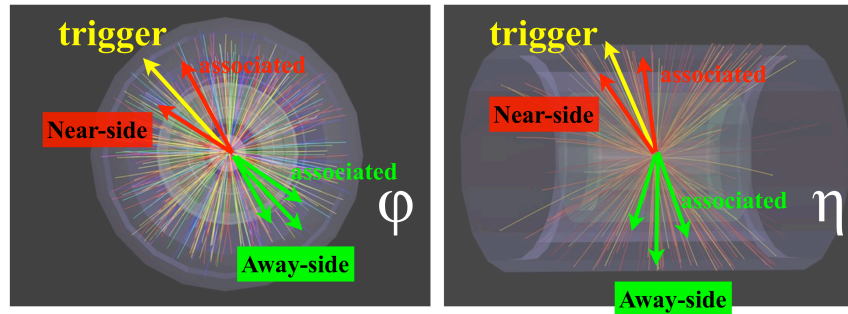 trigger
associated
Near-side
associated
φ
Away-side
trigger
associated
Near-side
associated
η
Away-side